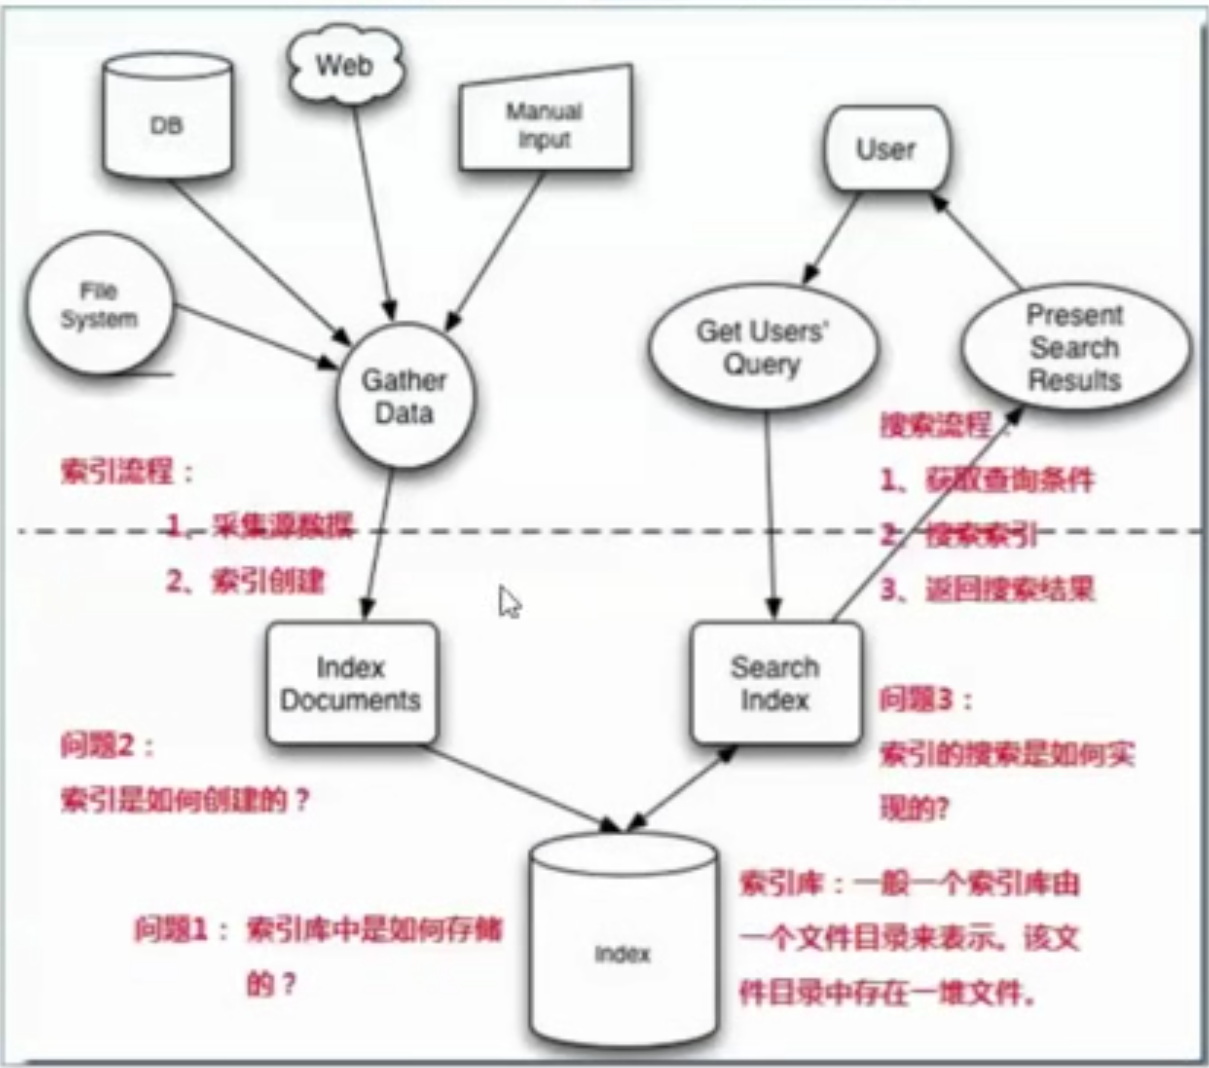 Web
DB
Manual
Input
User
File
System
Gather
Data
Get Users'
Query
Present
Search
Results
索引流程：
1、采集源数据
2、索引创建
搜索流程：
1、获取查询条件
2、搜索索引
3、返回搜索结果
Index
Documents
Search
Index
问题2：
索引是如何创建的？
问题3：
索引的搜索是如何实
现的?
问题1： 索引库中是如何存储
的？
Index
索引库：一般一个索引库由
一个文件目录来表示。该文
件目录中存在一堆文件。